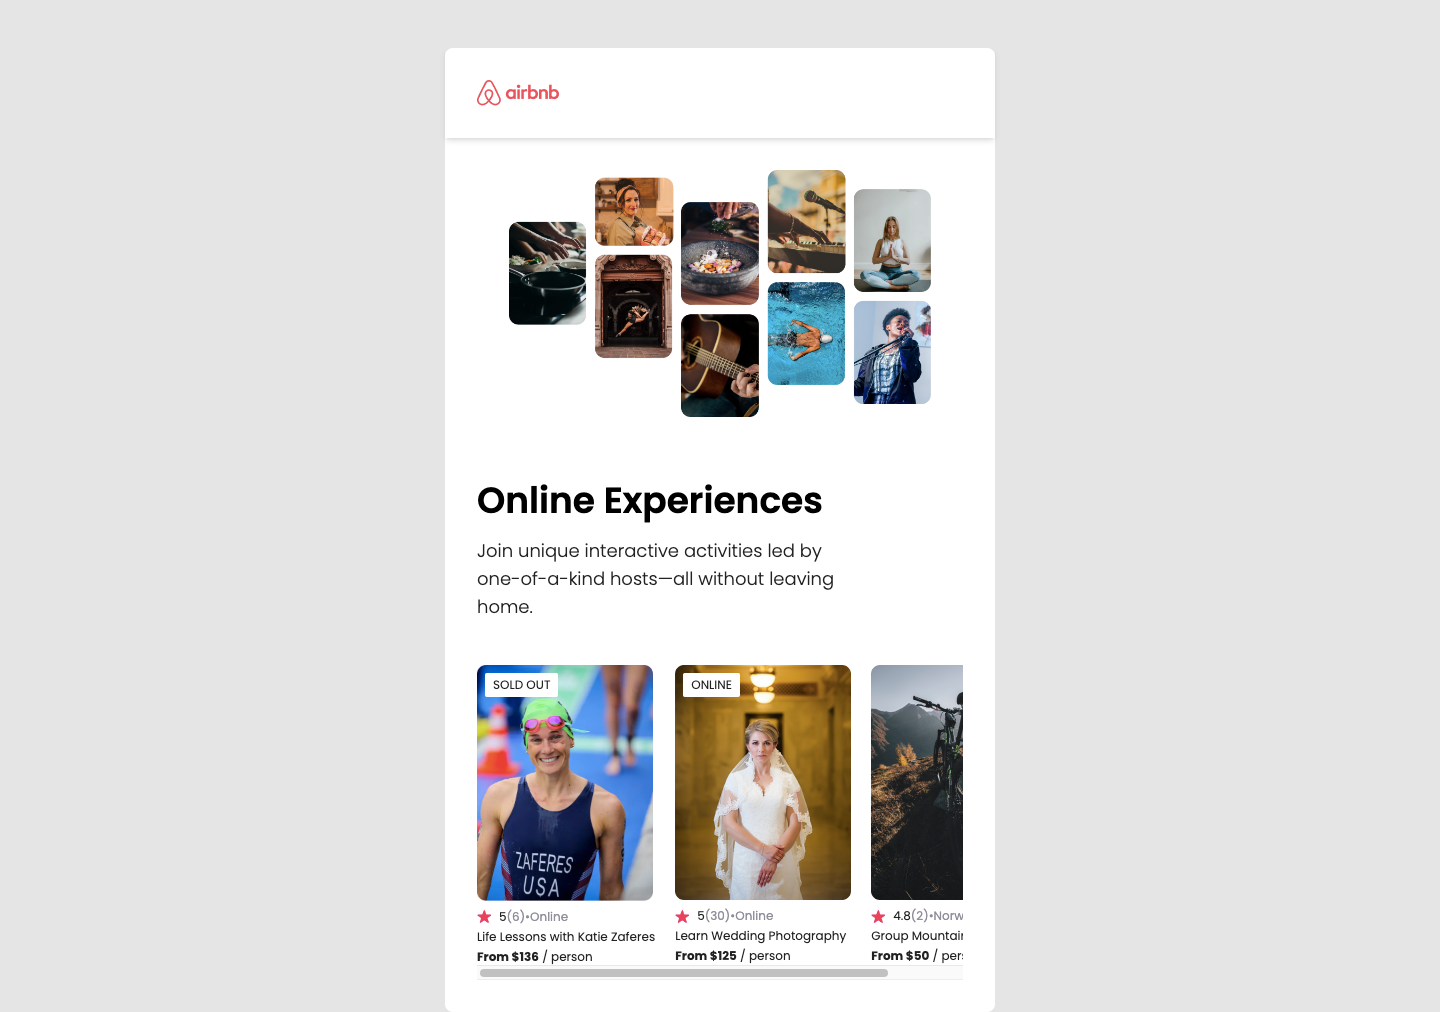 airbnb
Online Experiences
Join unique interactive activities led by
one-of-a-kind hosts—all without leaving
home.
SOLD OUT
ZAFERES
USA
5(6)•Online
Life Lessons with Katie Zaferes
From $136 / person
ONLINE
5(30)•Online
Learn Wedding Photography
From $125 / person
4.8(2)•Norw
Group Mountain
From $50 / pers